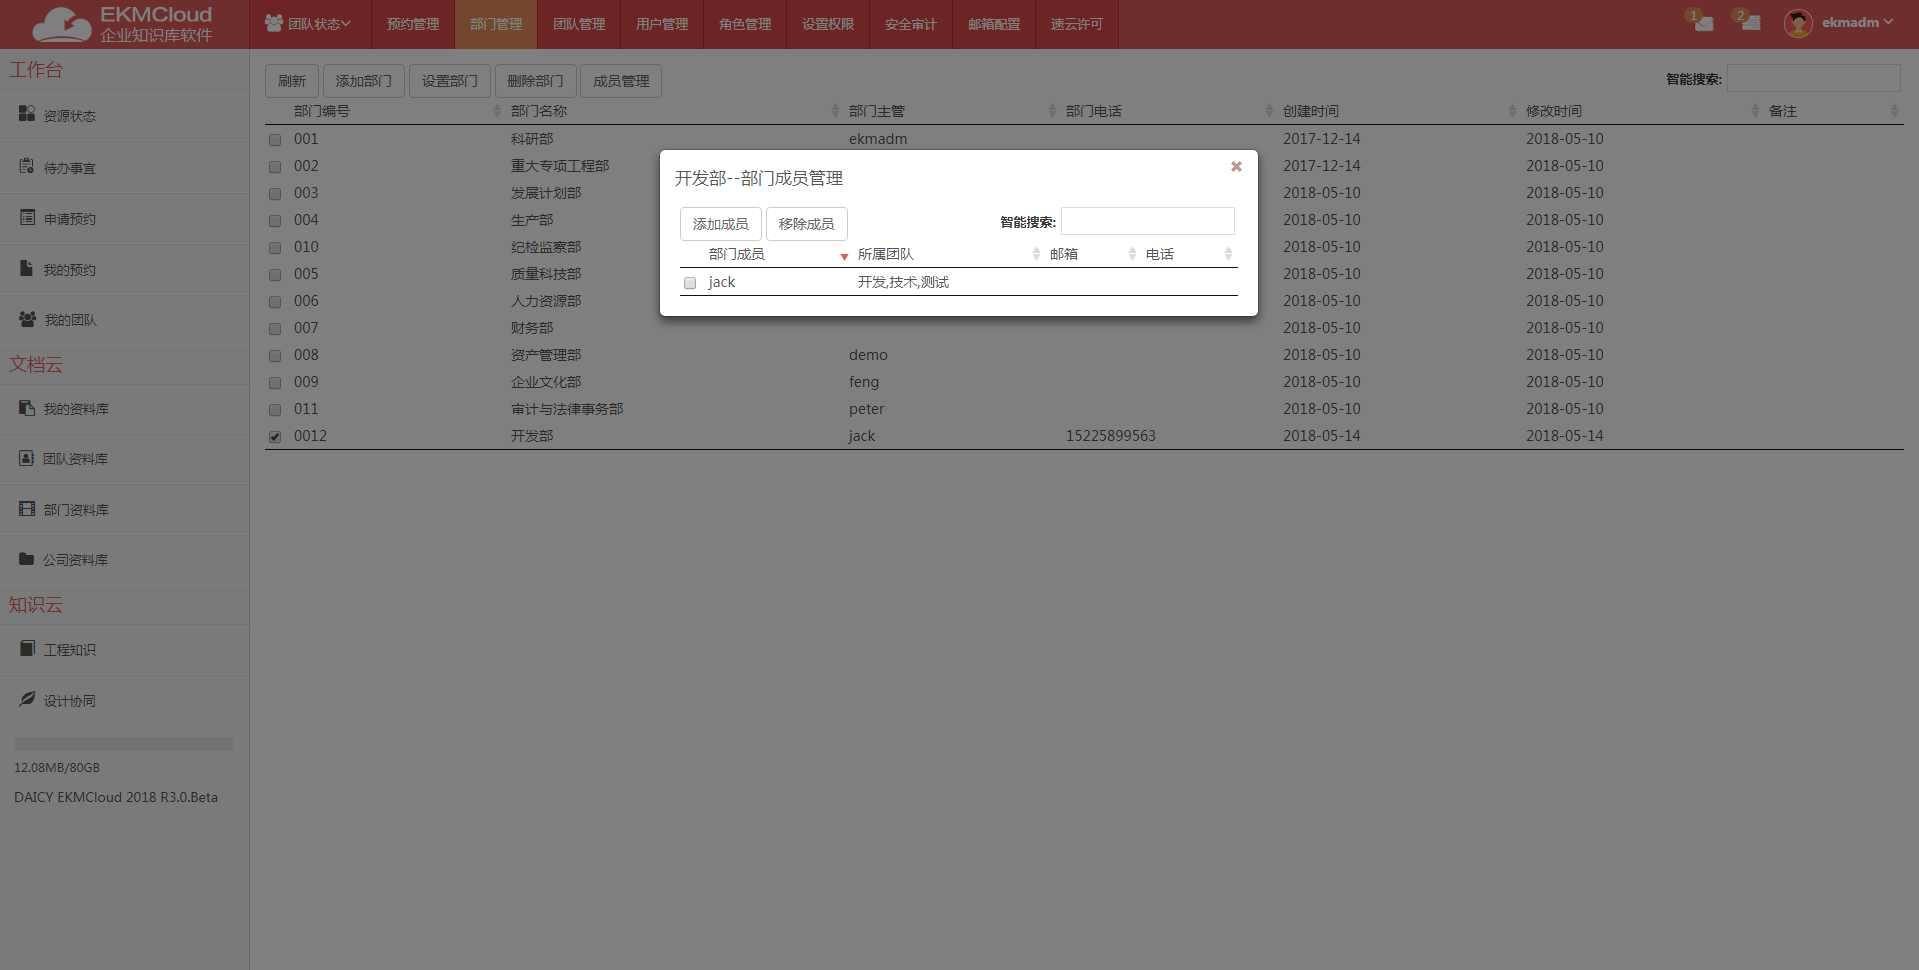 EKMCloud
企业知识库软件
团队状态
预约管理
部门管理
团队管理
用户管理
角色管理
设置权限
安全审计
邮箱配置
速云许可
1
2
ekmadm
工作台
资源状态
待办事宜
申请预约
我的预约
我的团队
文档云
我的资料库
团队资料库
部门资料库
公司资料库
知识云
工程知识
设计协同
12.08MB/80GB
DAICY EKMCloud 2018 R3.0.Beta
刷新 添加部门 设置部门 删除部门 成员管理 智能搜索:
部门编号 部门名称 部门主管 部门电话 创建时间 修改时间 备注
001 科研部 ekmadm 2017-12-14 2018-05-10
002 重大专项工程部 2017-12-14 2018-05-10
003 发展计划部 2018-05-10 2018-05-10
004 生产部 2018-05-10 2018-05-10
010 纪检监察部 2018-05-10 2018-05-10
005 质量科技部 2018-05-10 2018-05-10
006 人力资源部 2018-05-10 2018-05-10
007 财务部 2018-05-10 2018-05-10
008 资产管理部 demo 2018-05-10 2018-05-10
009 企业文化部 feng 2018-05-10 2018-05-10
011 审计与法律事务部 peter 2018-05-10 2018-05-10
0012 开发部 jack 15225899563 2018-05-14 2018-05-14
开发部--部门成员管理
添加成员 移除成员 智能搜索:
部门成员 所属团队 邮箱 电话
jack 开发,技术,测试